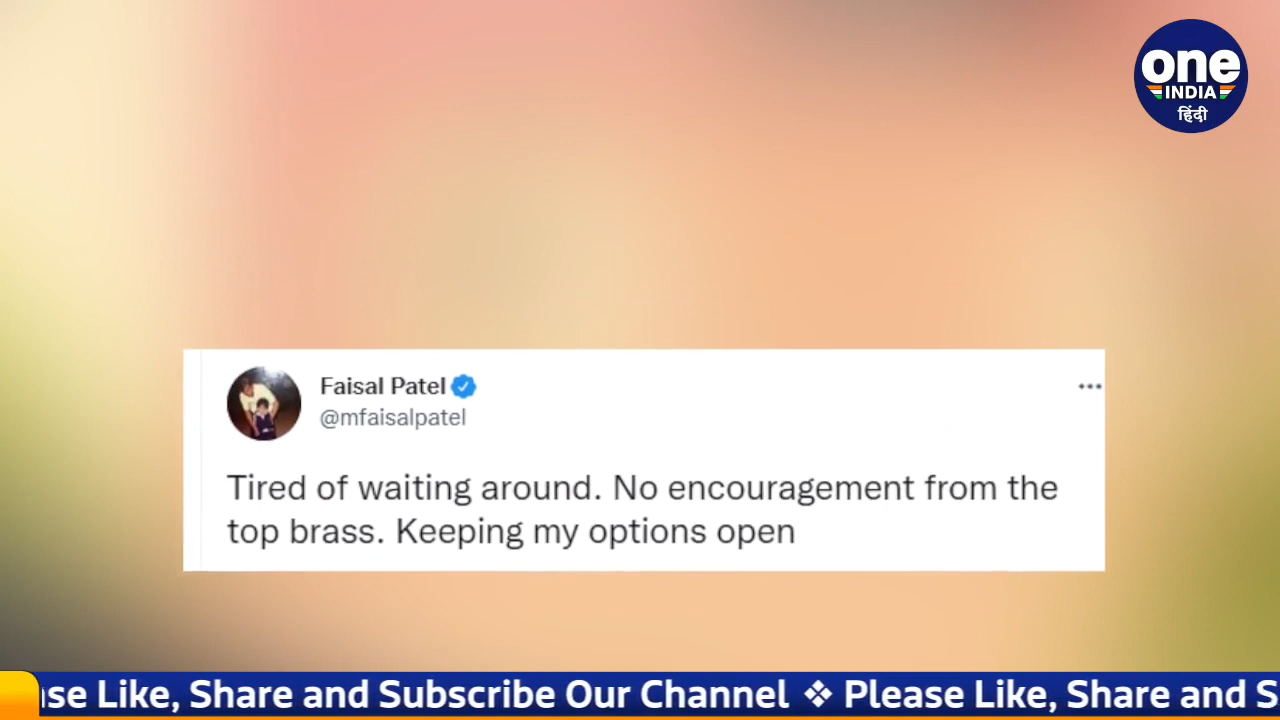 one
INDIA
हिंदी
Faisal Patel
@mfaisalpatel
Tired of waiting around. No encouragement from the
top brass. Keeping my options open
se Like, Share and Subscribe Our Channel ❖ Please Like, Share and S